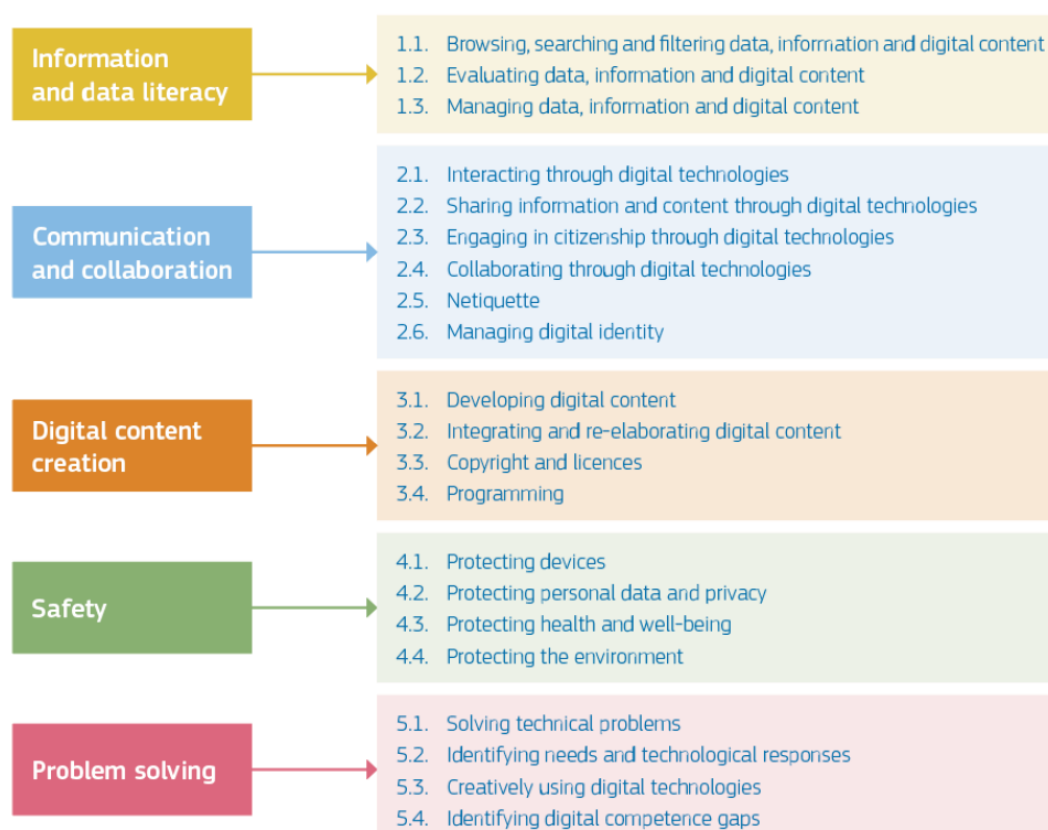 Information
and data literacy
1.1. Browsing, searching and filtering data, information and digital content
1.2. Evaluating data, information and digital content
1.3. Managing data, information and digital content
Communication
and collaboration
2.1. Interacting through digital technologies
2.2. Sharing information and content through digital technologies
2.3. Engaging in citizenship through digital technologies
2.4. Collaborating through digital technologies
2.5. Netiquette
2.6. Managing digital identity
Digital content
creation
3.1. Developing digital content
3.2. Integrating and re-elaborating digital content
3.3. Copyright and licences
3.4. Programming
Safety
4.1. Protecting devices
4.2. Protecting personal data and privacy
4.3. Protecting health and well-being
4.4. Protecting the environment
Problem solving
5.1. Solving technical problems
5.2. Identifying needs and technological responses
5.3. Creatively using digital technologies
5.4. Identifying digital competence gaps